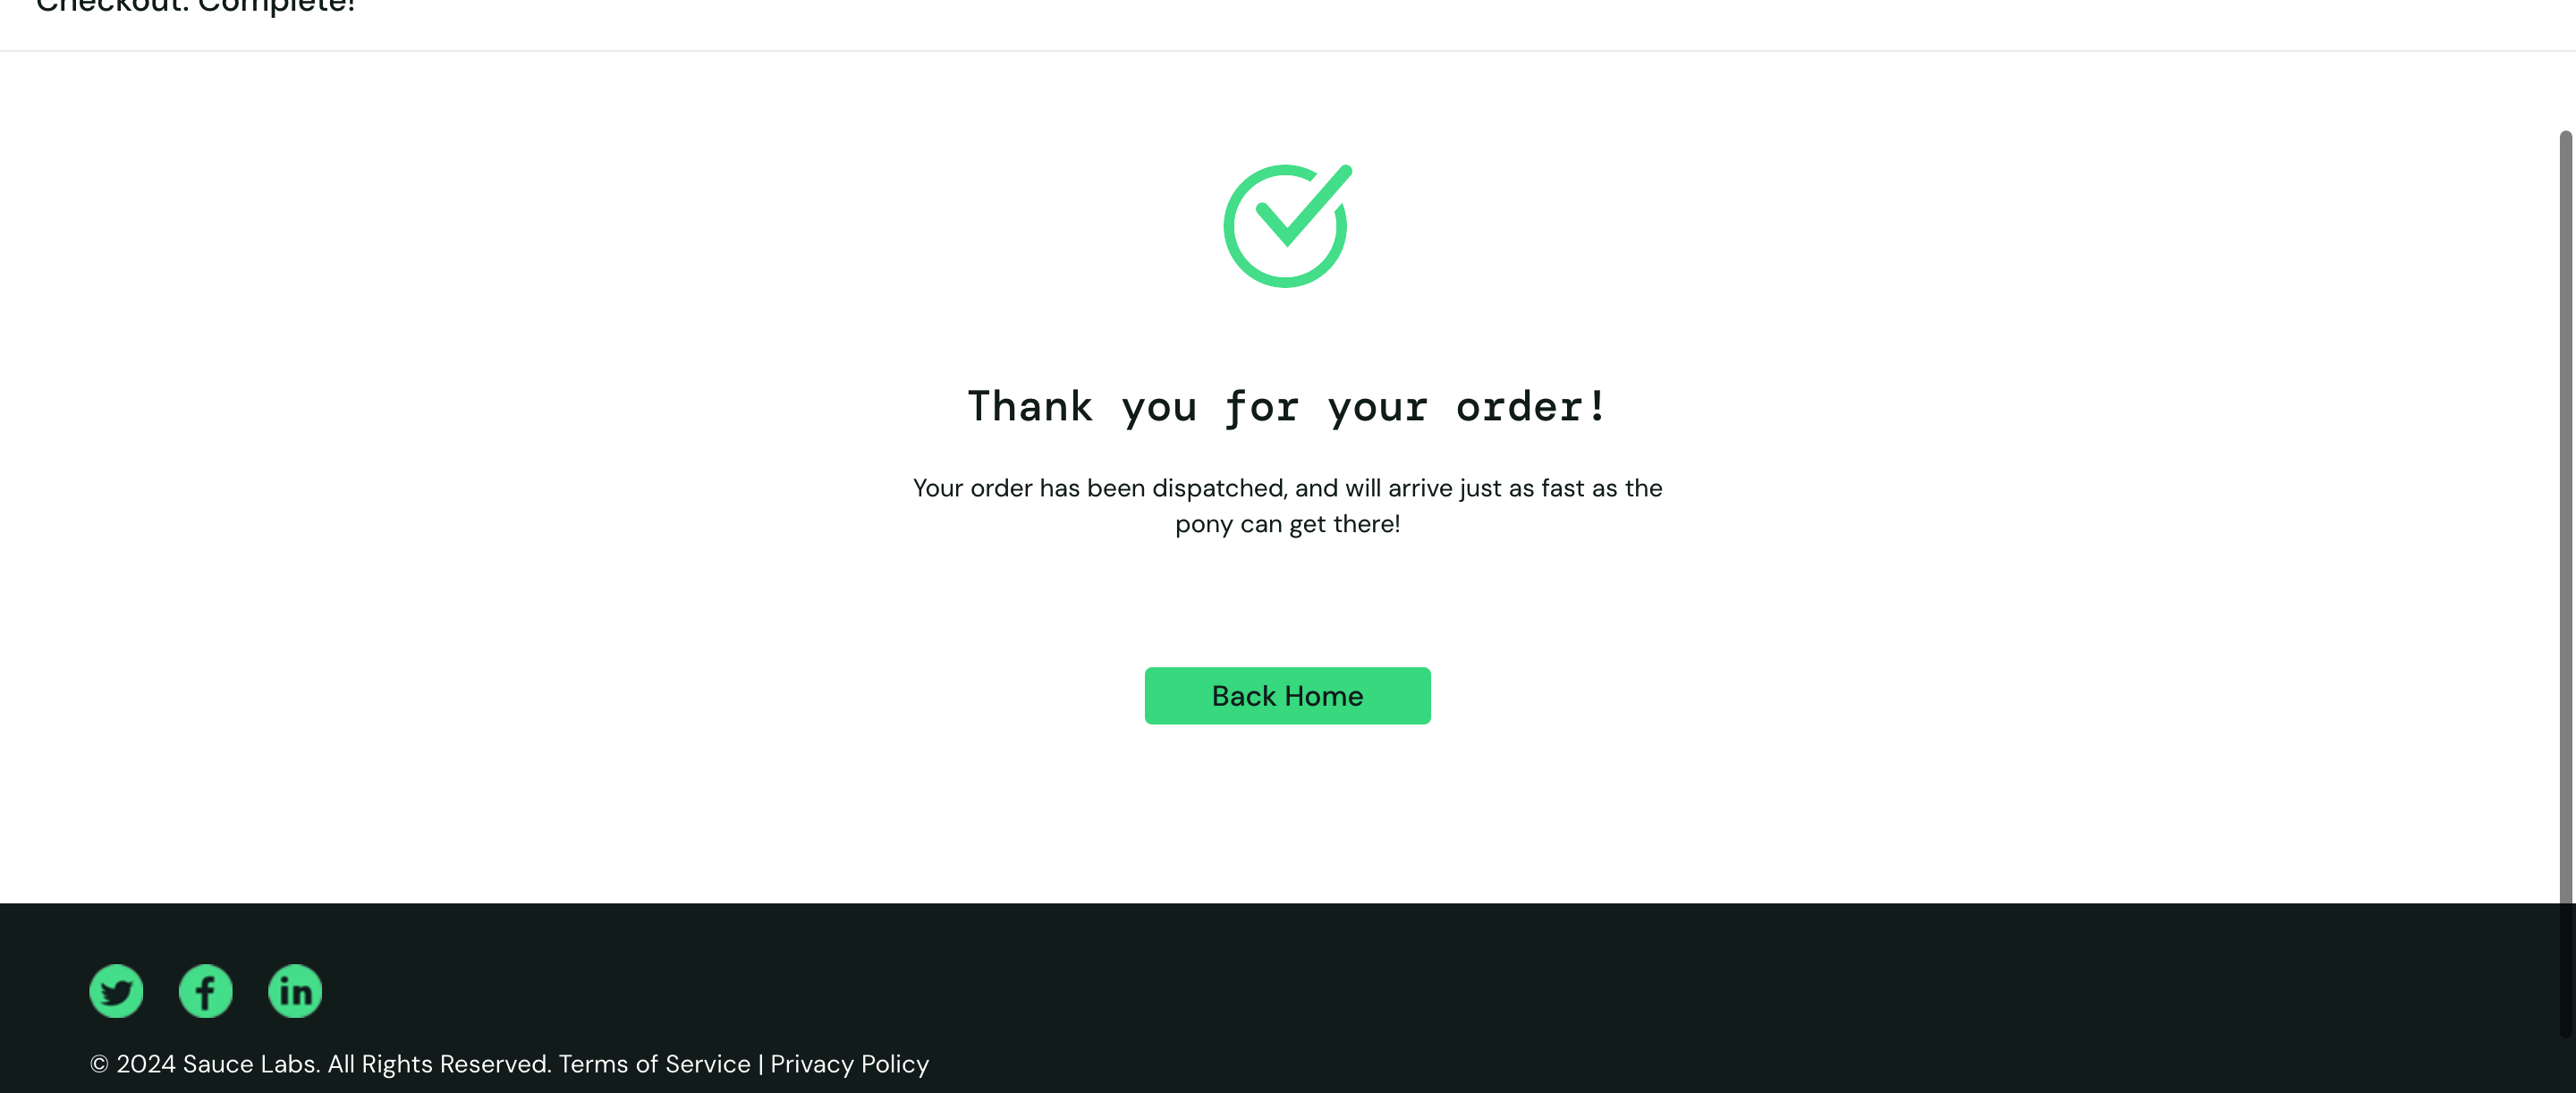 Checkout: Complete!
Thank you for your order!
Your order has been dispatched, and will arrive just as fast as the
pony can get there!
Back Home
f in
© 2024 Sauce Labs. All Rights Reserved. Terms of Service | Privacy Policy